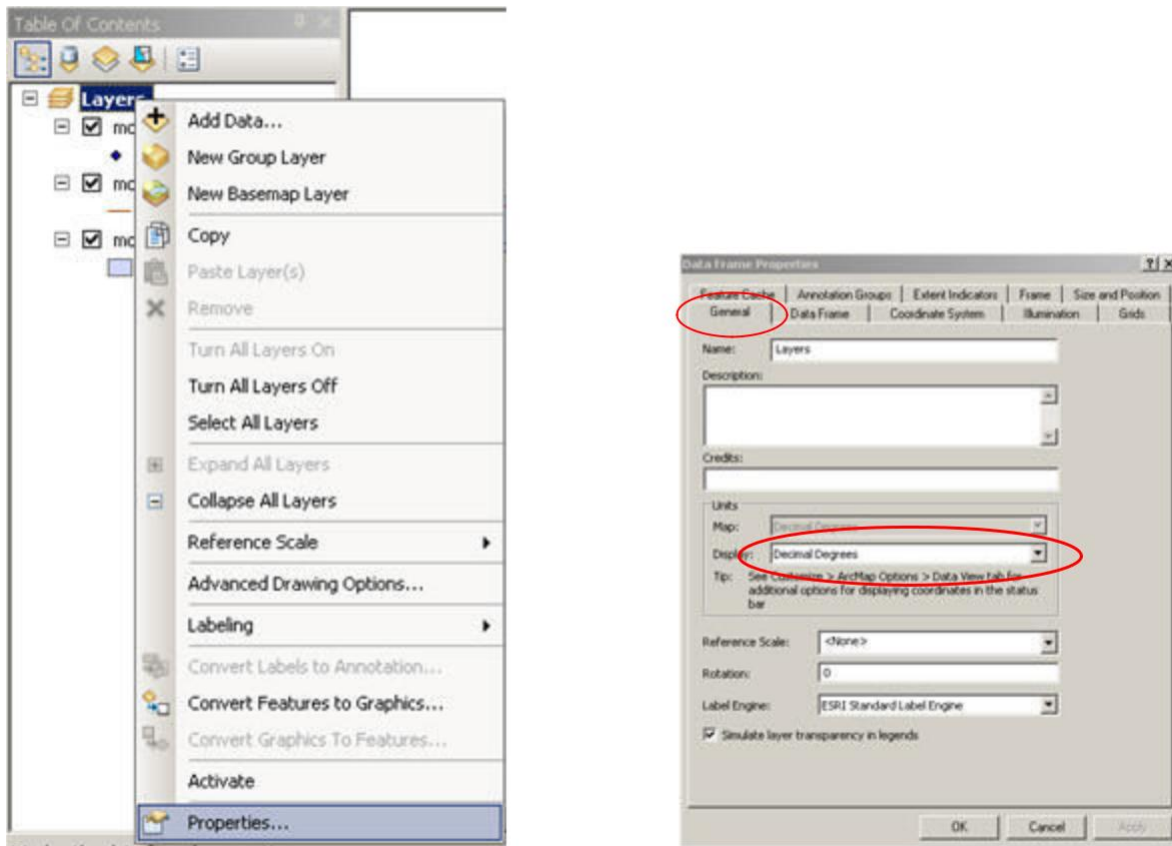 Table Of Contents
Layers
mo
mo
mo
Add Data...
New Group Layer
New Basemap Layer
Copy
Paste Layer(s)
Remove
Turn All Layers On
Turn All Layers Off
Select All Layers
Expand All Layers
Collapse All Layers
Reference Scale
Advanced Drawing Options...
Labeling
Convert Labels to Annotation...
Convert Features to Graphics...
Convert Graphics To Features...
Activate
Properties...
Data Frame Properties
Feature Cache Annotation Groups Extent Indicators Frame Size and Position
General Data Frame Coordinate System Illumination Grids
Name: Layers
Description:
Credits:
Units
Map: Decimal Degrees
Display: Decimal Degrees
Tip: See Customize > ArcMap Options > Data View tab for
additional options for displaying coordinates in the status
bar
Reference Scale: <None>
Rotation: 0
Label Engine: ESRI Standard Label Engine
Simulate layer transparency in legends
OK Cancel Apply